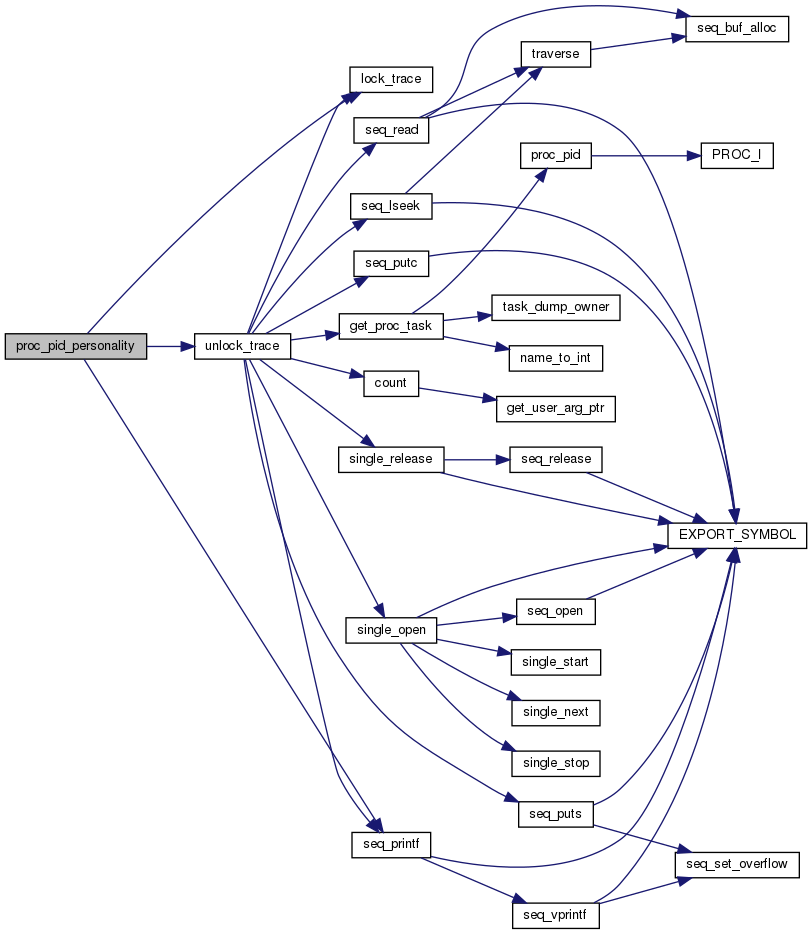 seq_buf_alloc
traverse
lock_trace
seq_read
proc_pid
PROC_I
seq_lseek
seq_putc
task_dump_owner
get_proc_task
proc_pid_personality
unlock_trace
name_to_int
count
get_user_arg_ptr
single_release
seq_release
EXPORT_SYMBOL
seq_open
single_open
single_start
single_next
single_stop
seq_puts
seq_printf
seq_set_overflow
seq_vprintf